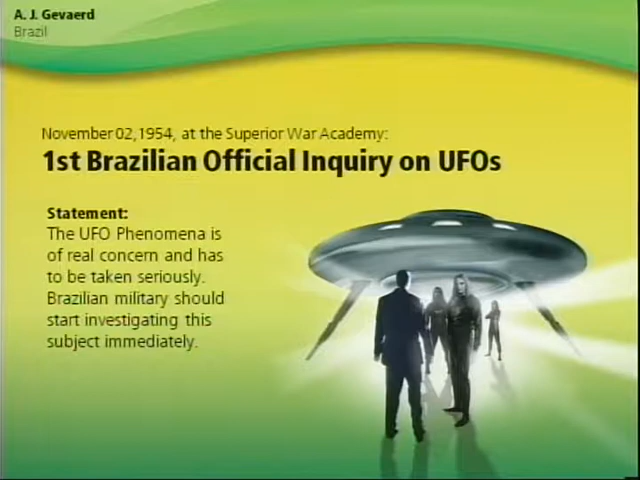 A. J. Gevaerd
Brazil
November 02,1954, at the Superior War Academy:
1st Brazilian Official Inquiry on UFOs
Statement:
The UFO Phenomena is
of real concern and has
to be taken seriously.
Brazilian military should
start investigating this
subject immediately.